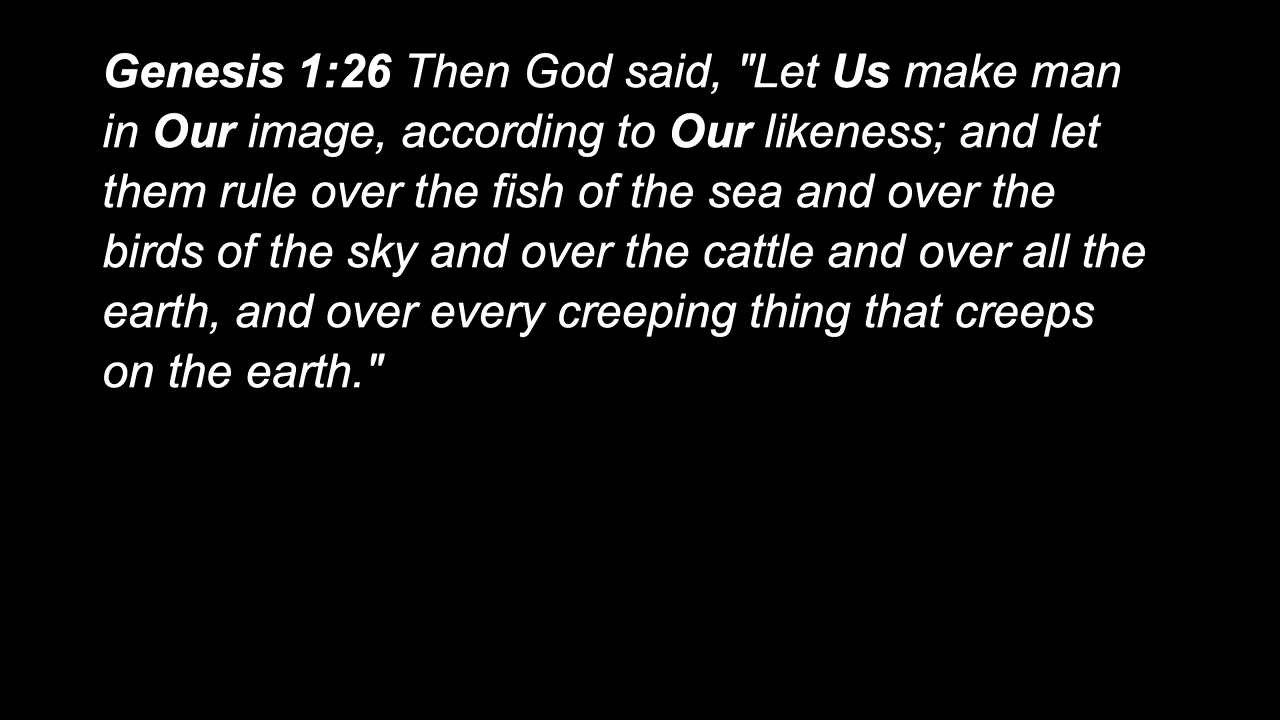 Genesis 1:26 Then God said, "Let Us make man
in Our image, according to Our likeness; and let
them rule over the fish of the sea and over the
birds of the sky and over the cattle and over all the
earth, and over every creeping thing that creeps
on the earth."